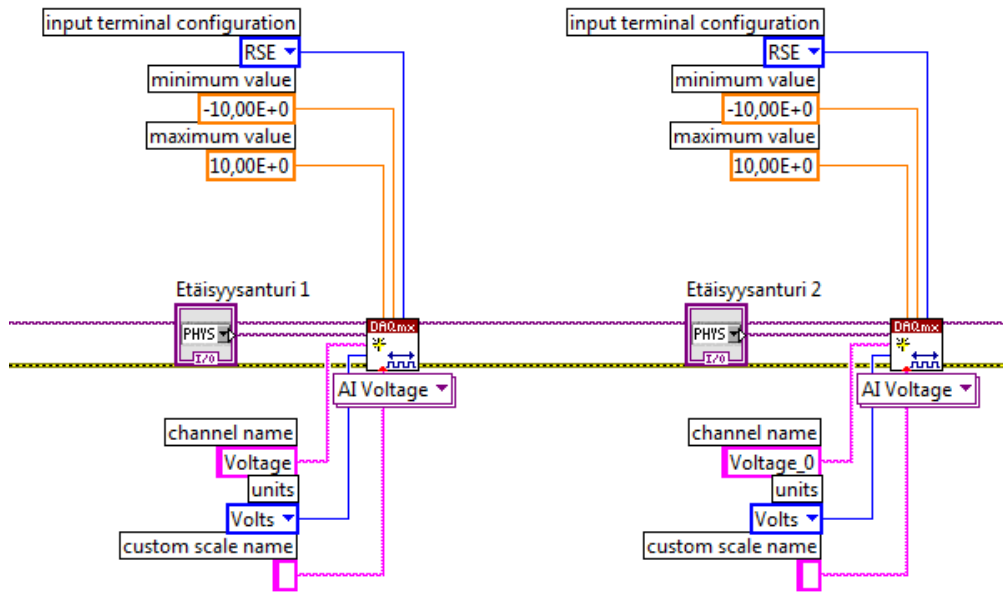 input terminal configuration
RSE
minimum value
-10,00E+0
maximum value
10,00E+0
Etäisyysanturi 1
PHYS
I/O
DAQmx
AI Voltage
channel name
Voltage
units
Volts
custom scale name
input terminal configuration
RSE
minimum value
-10,00E+0
maximum value
10,00E+0
Etäisyysanturi 2
PHYS
I/O
DAQmx
AI Voltage
channel name
Voltage_0
units
Volts
custom scale name